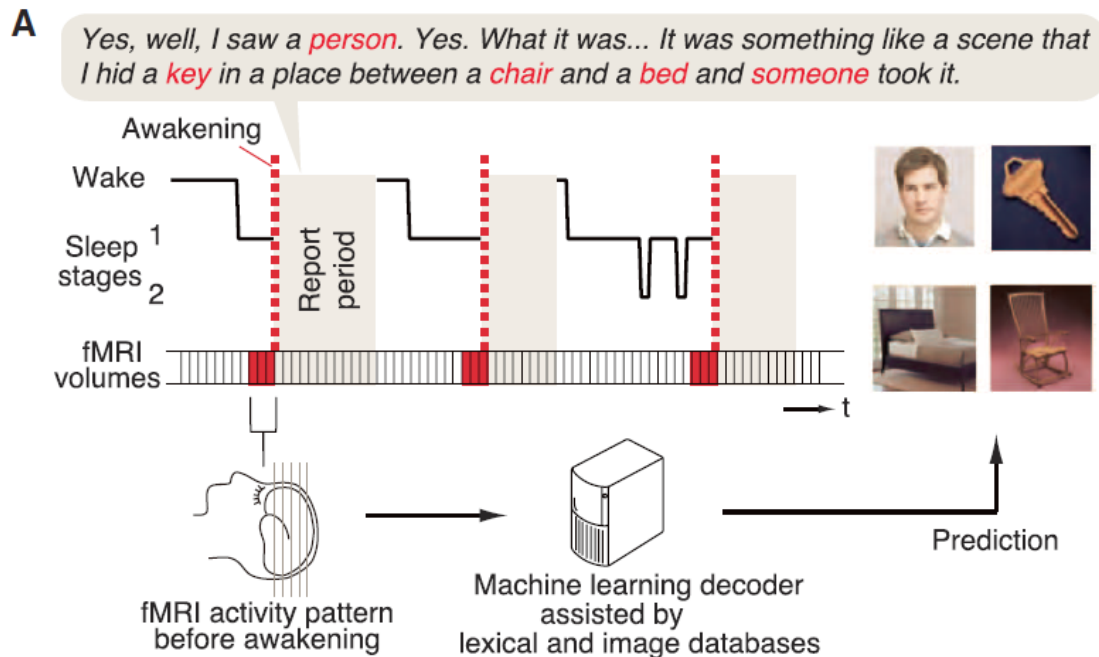 A
Yes, well, I saw a person. Yes. What it was... It was something like a scene that
I hid a key in a place between a chair and a bed and someone took it.
Awakening
Wake
Sleep
stages
1
2
Report
period
fMRI
volumes
t
fMRI activity pattern
before awakening
Machine learning decoder
assisted by
lexical and image databases
Prediction